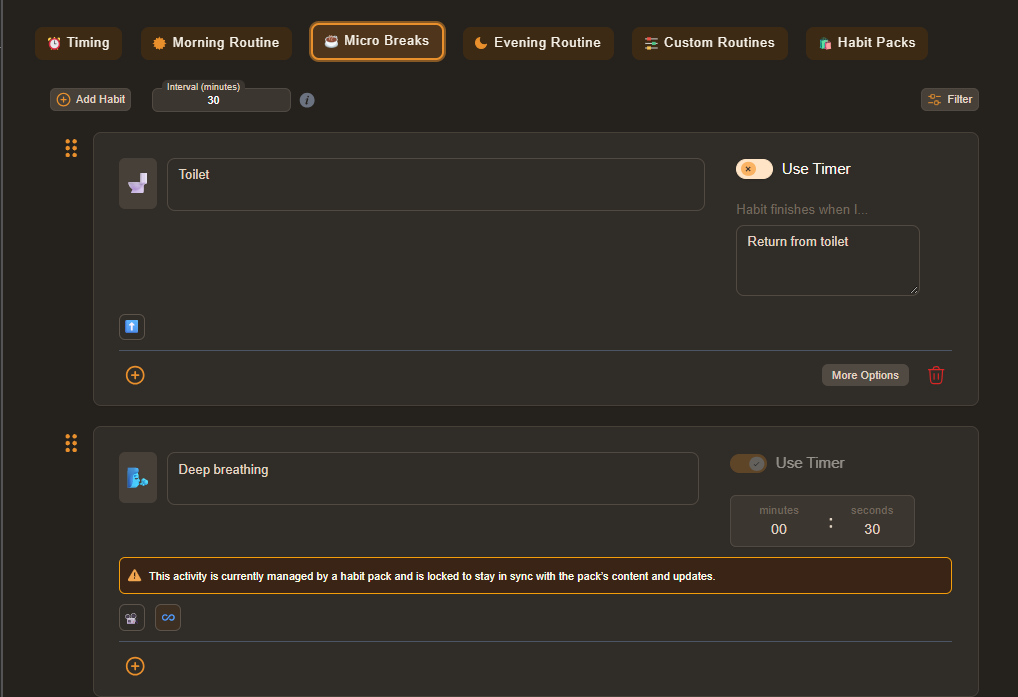 Timing
Morning Routine
Micro Breaks
Evening Routine
Custom Routines
Habit Packs
Add Habit
Interval (minutes)
30
Filter
Toilet
Use Timer
Habit finishes when I...
Return from toilet
More Options
Deep breathing
Use Timer
minutes
seconds
00 : 30
This activity is currently managed by a habit pack and is locked to stay in sync with the pack's content and updates.